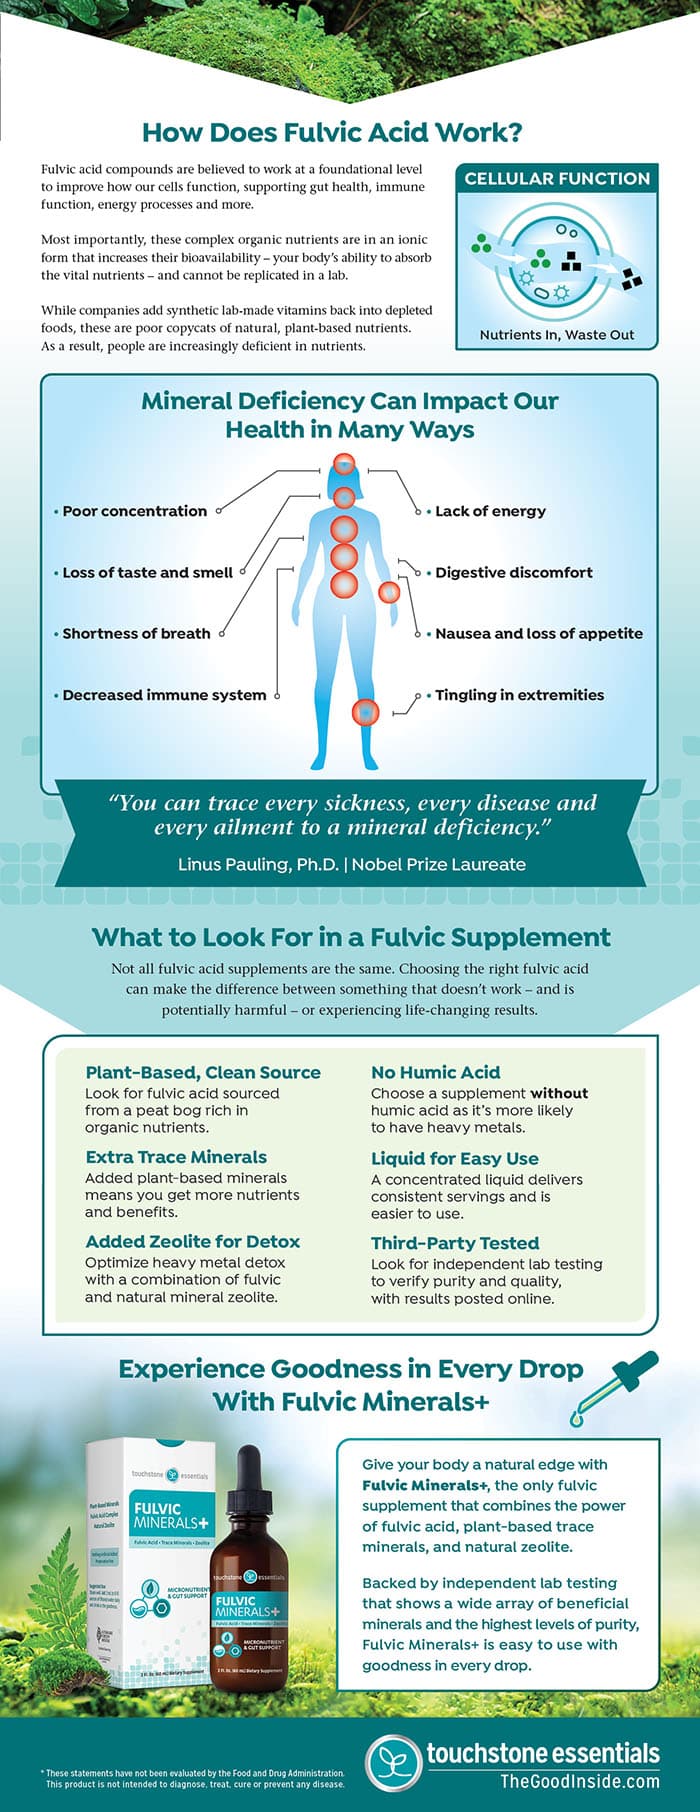 How Does Fulvic Acid Work?
Fulvic acid compounds are believed to work at a foundational level
to improve how our cells function, supporting gut health, immune
function, energy processes and more.
Most importantly, these complex organic nutrients are in an ionic
form that increases their bioavailability – your body's ability to absorb
the vital nutrients – and cannot be replicated in a lab.
While companies add synthetic lab-made vitamins back into depleted
foods, these are poor copycats of natural, plant-based nutrients.
As a result, people are increasingly deficient in nutrients.
CELLULAR FUNCTION
Nutrients In, Waste Out
Mineral Deficiency Can Impact Our
Health in Many Ways
• Poor concentration
• Loss of taste and smell
• Shortness of breath
• Decreased immune system
• Lack of energy
• Digestive discomfort
• Nausea and loss of appetite
• Tingling in extremities
"You can trace every sickness, every disease and
every ailment to a mineral deficiency."
Linus Pauling, Ph.D. | Nobel Prize Laureate
What to Look For in a Fulvic Supplement
Not all fulvic acid supplements are the same. Choosing the right fulvic acid
can make the difference between something that doesn't work – and is
potentially harmful – or experiencing life-changing results.
Plant-Based, Clean Source
Look for fulvic acid sourced
from a peat bog rich in
organic nutrients.
Extra Trace Minerals
Added plant-based minerals
means you get more nutrients
and benefits.
Added Zeolite for Detox
Optimize heavy metal detox
with a combination of fulvic
and natural mineral zeolite.
No Humic Acid
Choose a supplement without
humic acid as it's more likely
to have heavy metals.
Liquid for Easy Use
A concentrated liquid delivers
consistent servings and is
easier to use.
Third-Party Tested
Look for independent lab testing
to verify purity and quality,
with results posted online.
Experience Goodness in Every Drop
With Fulvic Minerals+
touchstone essentials
FULVIC
MINERALS+
Fulvic Acid • Trace Minerals • Zeolite
MICRONUTRIENT
& GUT SUPPORT
2 Fl. Oz. (60 mL) Dietary Supplement
Plant-Based Minerals
Fulvic Acid Complex
Natural Zeolite
touchstone essentials
FULVIC
MINERALS+
Fulvic Acid • Trace Minerals • Zeolite
MICRONUTRIENT
& GUT SUPPORT
2 Fl. Oz. (60 mL) Dietary Supplement
Give your body a natural edge with
Fulvic Minerals+, the only fulvic
supplement that combines the power
of fulvic acid, plant-based trace
minerals, and natural zeolite.
Backed by independent lab testing
that shows a wide array of beneficial
minerals and the highest levels of purity,
Fulvic Minerals+ is easy to use with
goodness in every drop.
* These statements have not been evaluated by the Food and Drug Administration.
This product is not intended to diagnose, treat, cure or prevent any disease.
touchstone essentials
TheGoodInside.com